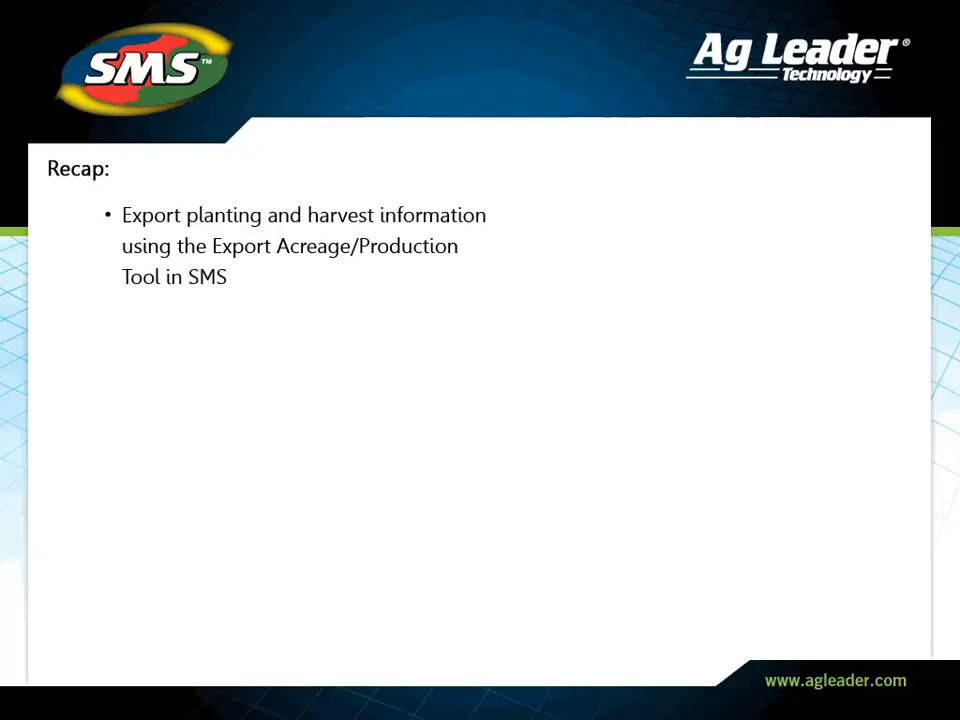 SMS™
Ag Leader®
Technology
Recap:
• Export planting and harvest information
using the Export Acreage/Production
Tool in SMS
www.agleader.com